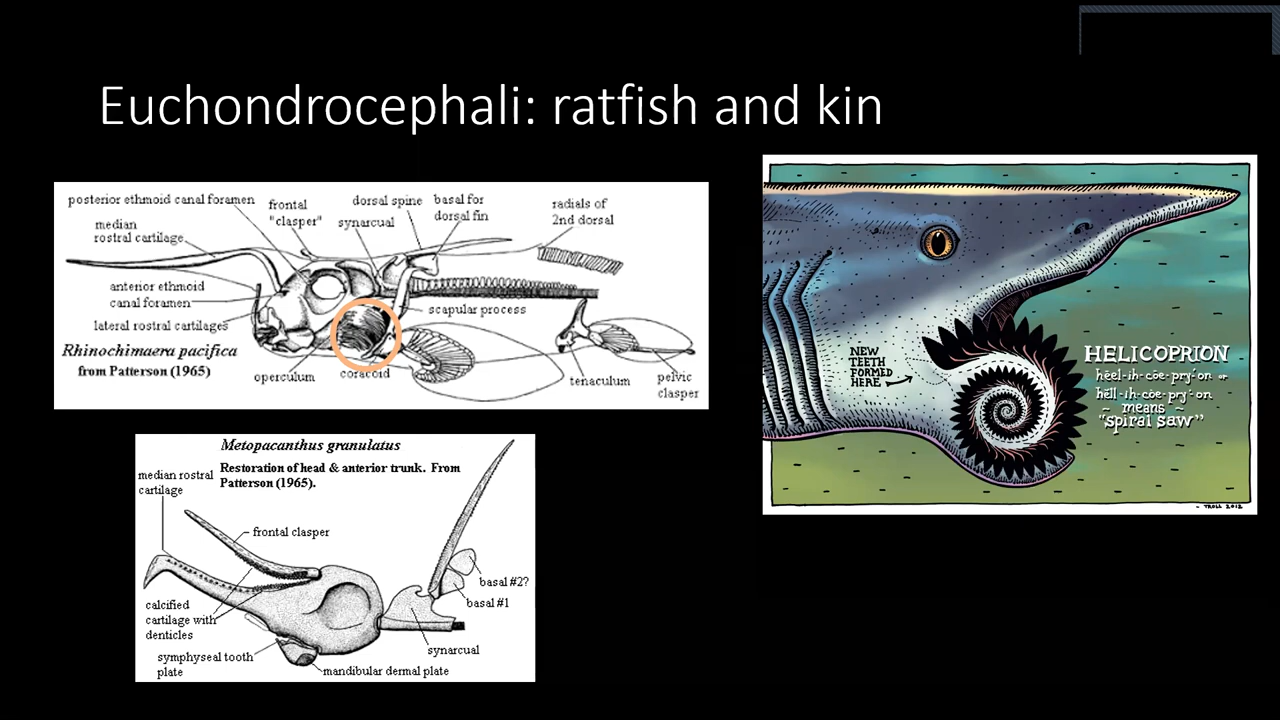 Euchondrocephali: ratfish and kin
posterior ethmoid canal foramen
frontal
"clasper"
dorsal spine
synarcual
basal for
dorsal fin
radials of
2nd dorsal
median
rostral cartilage
anterior ethmoid
canal foramen
lateral rostral cartilages
scapular process
Rhinochimaera pacifica
from Patterson (1965)
operculum
coracoid
tenaculum
pelvic
clasper
Metopacanthus granulatus
Restoration of head & anterior trunk. From
Patterson (1965).
median rostral
cartilage
frontal clasper
basal #2?
basal #1
calcified
cartilage with
denticles
synarcual
symphyseal tooth
plate
mandibular dermal plate
NEW
TEETH
FORMED
HERE
HELICOPRION
heel-ih-coe-pry'on or
hell-ih-coe-pry'-on
~ means ~
"spiral saw"
- TROLL 2012